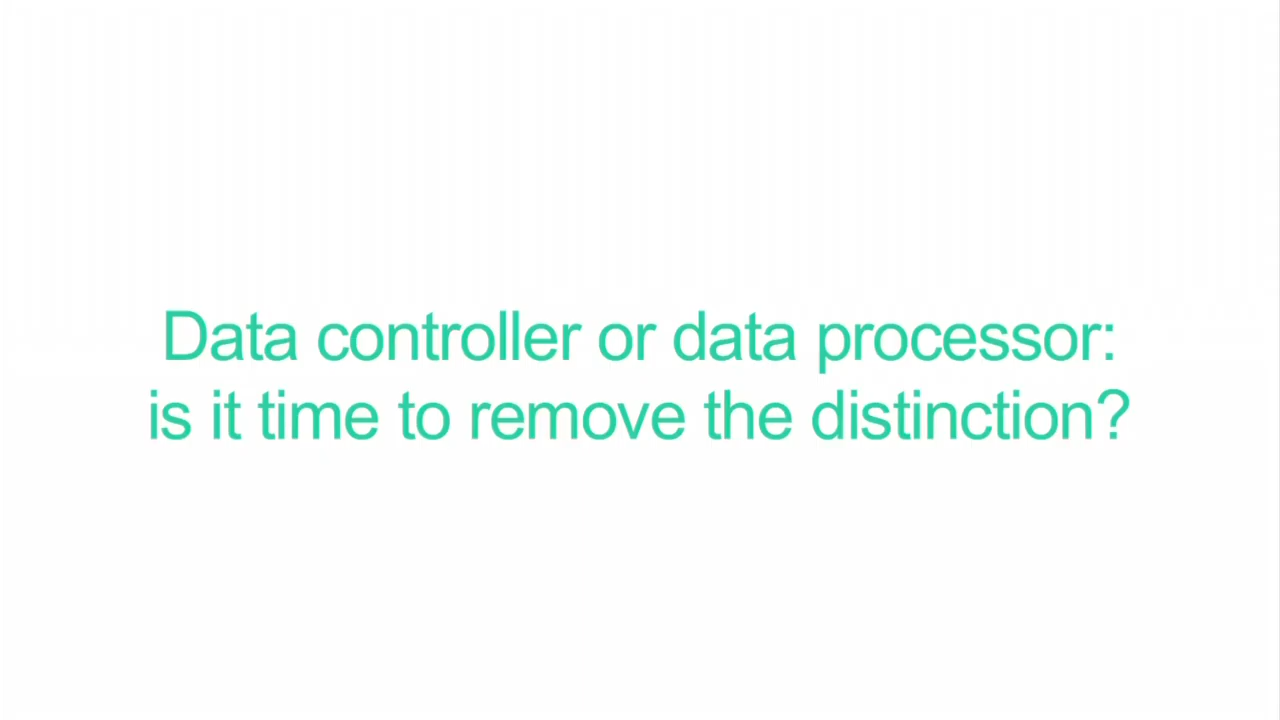 Data controller or data processor:
is it time to remove the distinction?